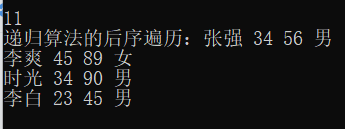 11
递归算法的后序遍历：张强 34 56 男
李爽 45 89 女
时光 34 90 男
李白 23 45 男